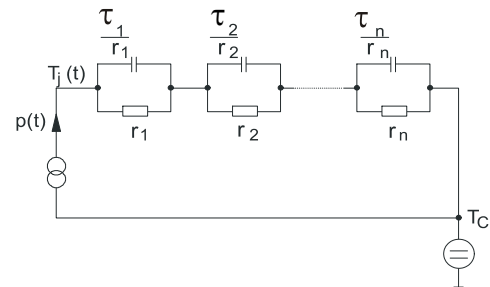 τ1 τ2 τn
r1 r2 rn
Tj (t)
p(t)
r1 r2 rn
TC